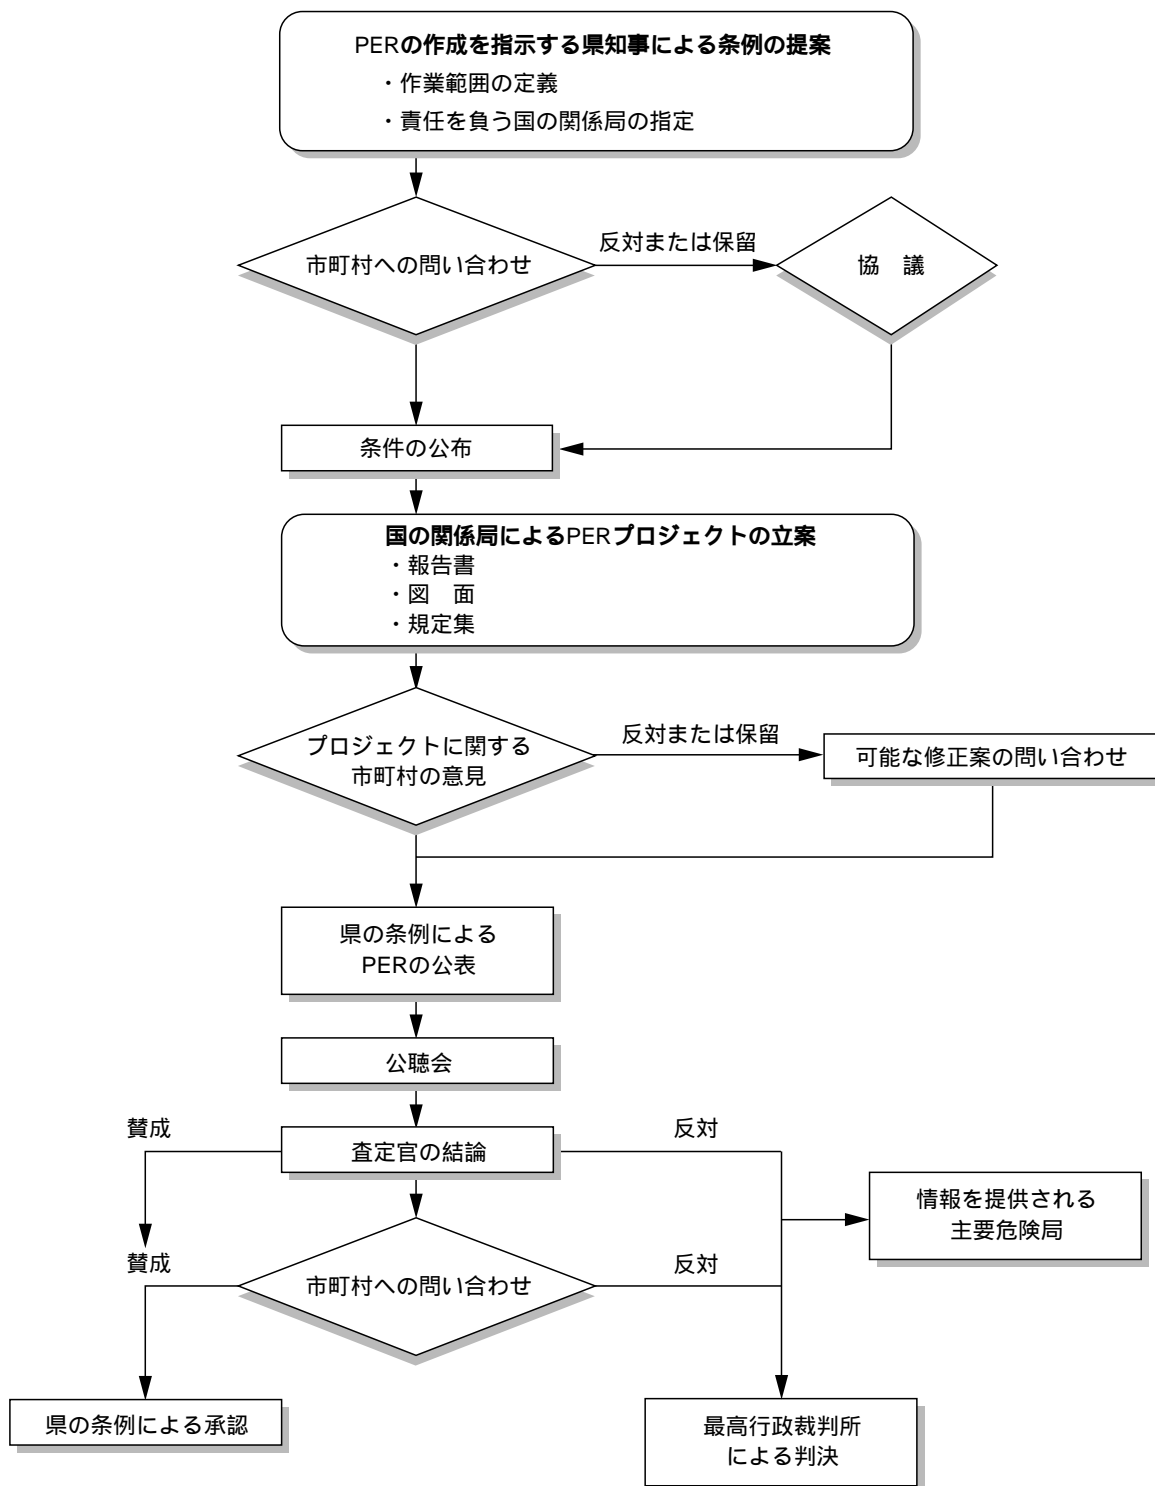 PERの作成を指示する県知事による条例の提案
・作業範囲の定義
・責任を負う国の関係局の指定
市町村への問い合わせ
反対または保留
協　議
条件の公布
国の関係局によるPERプロジェクトの立案
・報告書
・図　面
・規定集
プロジェクトに関する
市町村の意見
反対または保留
可能な修正案の問い合わせ
県の条例による
PERの公表
公聴会
賛成
査定官の結論
反対
情報を提供される
主要危険局
賛成
市町村への問い合わせ
反対
県の条例による承認
最高行政裁判所
による判決